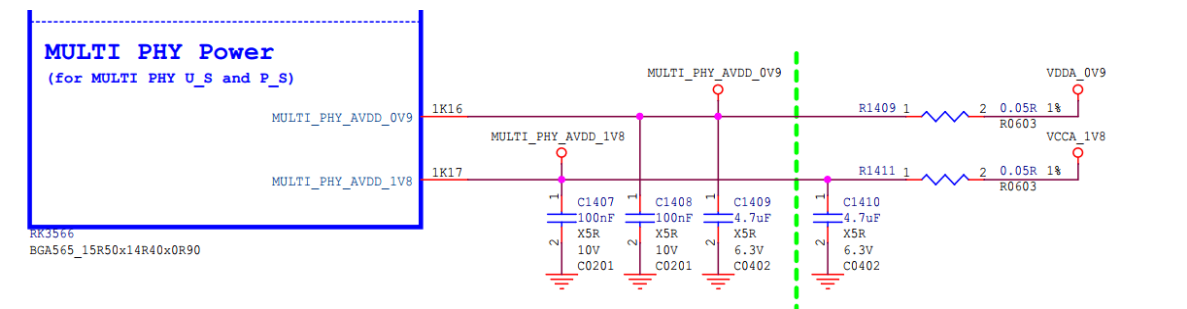 MULTI PHY Power
(for MULTI PHY U_S and P_S)
MULTI_PHY_AVDD_0V9
VDDA_0V9
MULTI_PHY_AVDD_0V9 1K16
R1409 1 2 0.05R 1%
R0603
MULTI_PHY_AVDD_1V8
VCCA_1V8
MULTI_PHY_AVDD_1V8 1K17
R1411 1 2 0.05R 1%
R0603
1 C1407 1 C1408 1 C1409 1 C1410
100nF 100nF 4.7uF 4.7uF
2 X5R 2 X5R 2 X5R 2 X5R
10V 10V 6.3V 6.3V
C0201 C0201 C0402 C0402
RK3566
BGA565_15R50x14R40x0R90